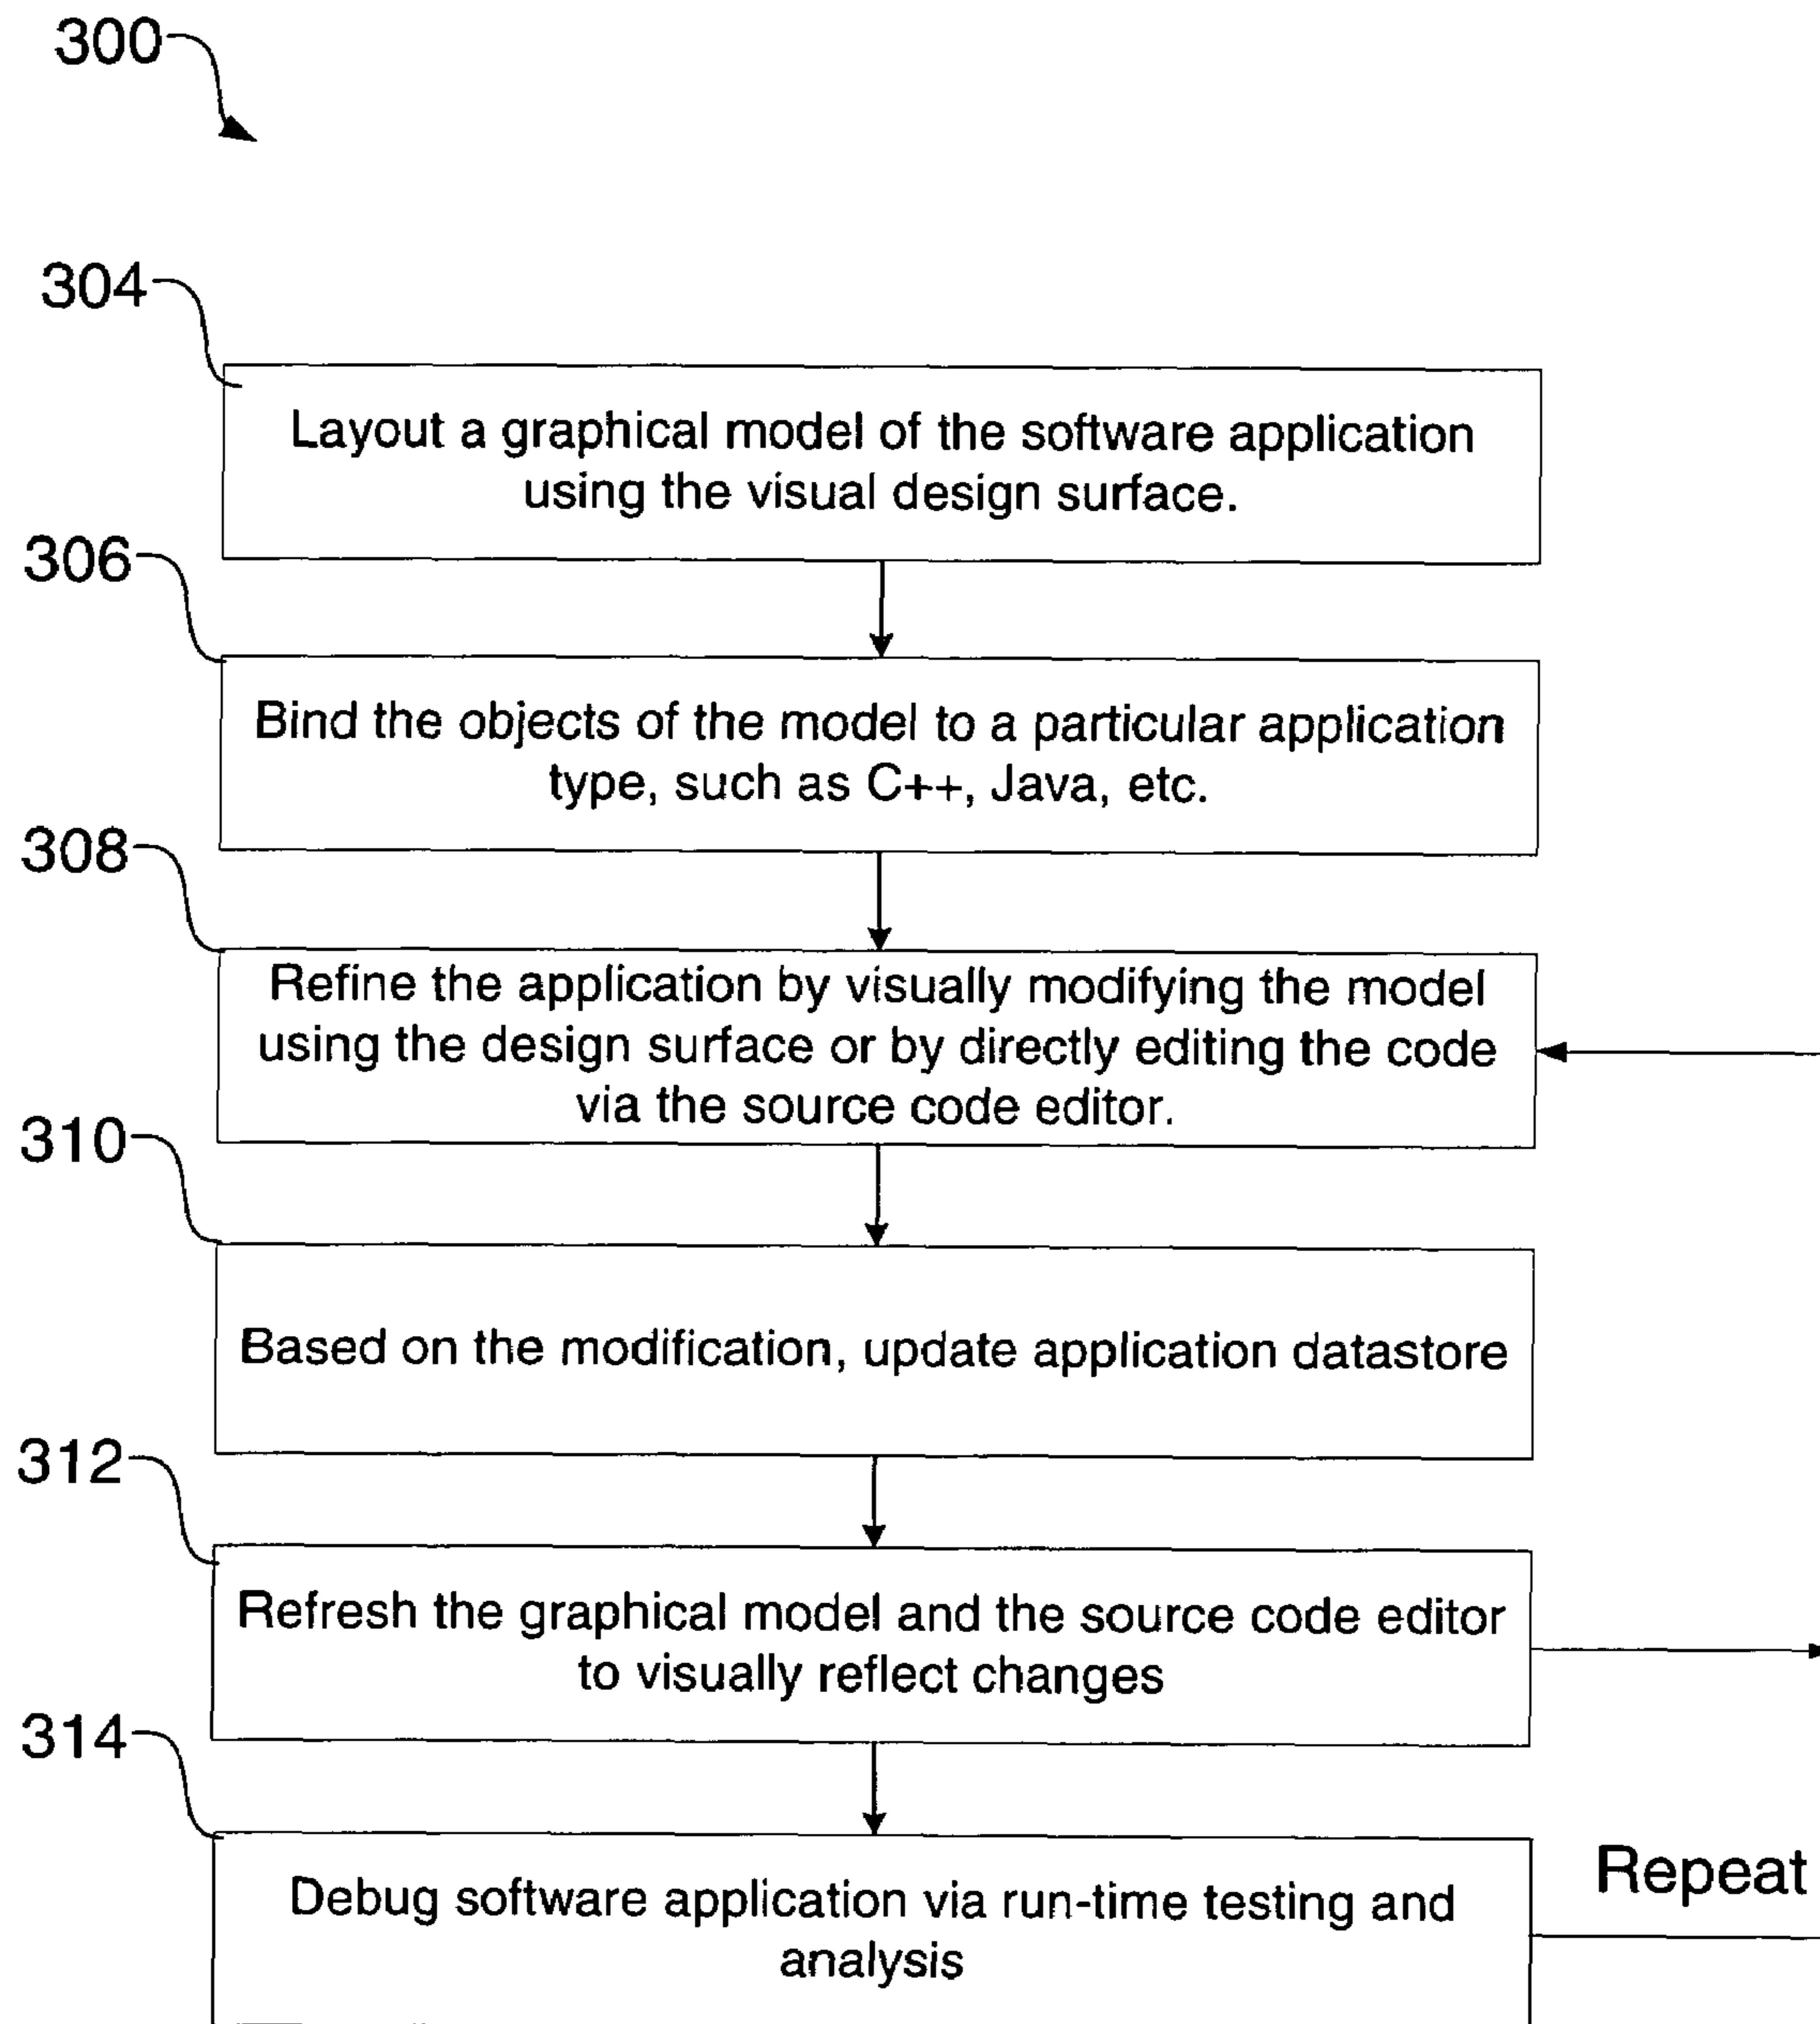 300
304
Layout a graphical model of the software application
using the visual design surface.
306
Bind the objects of the model to a particular application
type, such as C++, Java, etc.
308
Refine the application by visually modifying the model
using the design surface or by directly editing the code
via the source code editor.
310
Based on the modification, update application datastore
312
Refresh the graphical model and the source code editor
to visually reflect changes
314
Debug software application via run-time testing and
analysis
Repeat